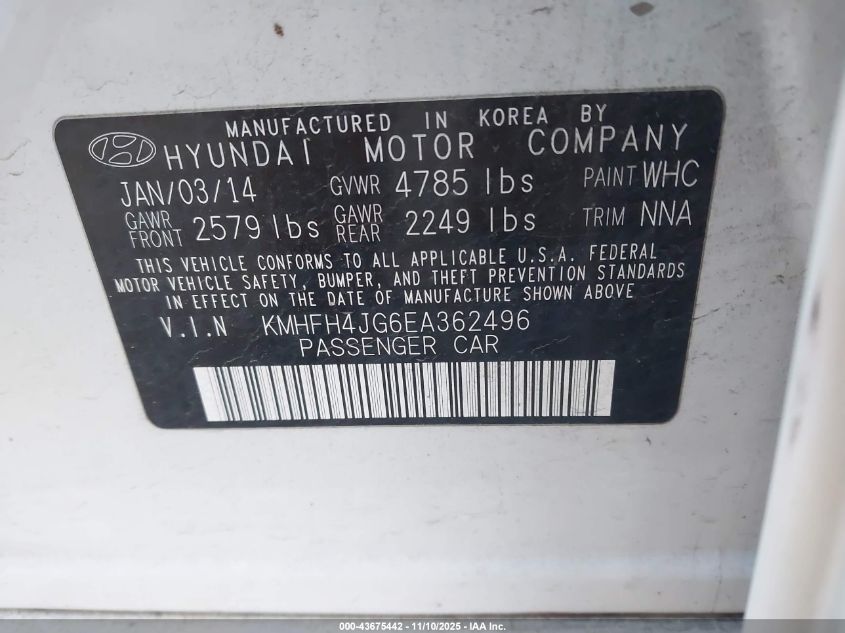 MANUFACTURED IN KOREA BY
HYUNDAI MOTOR COMPANY
JAN/03/14 GVWR 4785 lbs PAINT WHC
GAWR FRONT 2579 lbs GAWR REAR 2249 lbs TRIM NNA
THIS VEHICLE CONFORMS TO ALL APPLICABLE U.S.A. FEDERAL
MOTOR VEHICLE SAFETY, BUMPER, AND THEFT PREVENTION STANDARDS
IN EFFECT ON THE DATE OF MANUFACTURE SHOWN ABOVE
V.I.N KMHFH4JG6EA362496
PASSENGER CAR
000-43675442 - 11/10/2025 - IAA Inc.